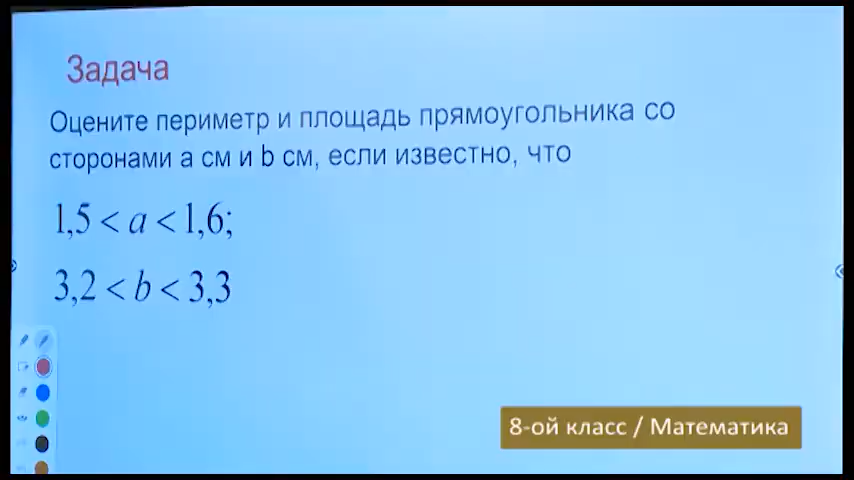 Задача
Оцените периметр и площадь прямоугольника со
сторонами a см и b см, если известно, что
1,5 < a < 1,6;
3,2 < b < 3,3
8-ой класс / Математика